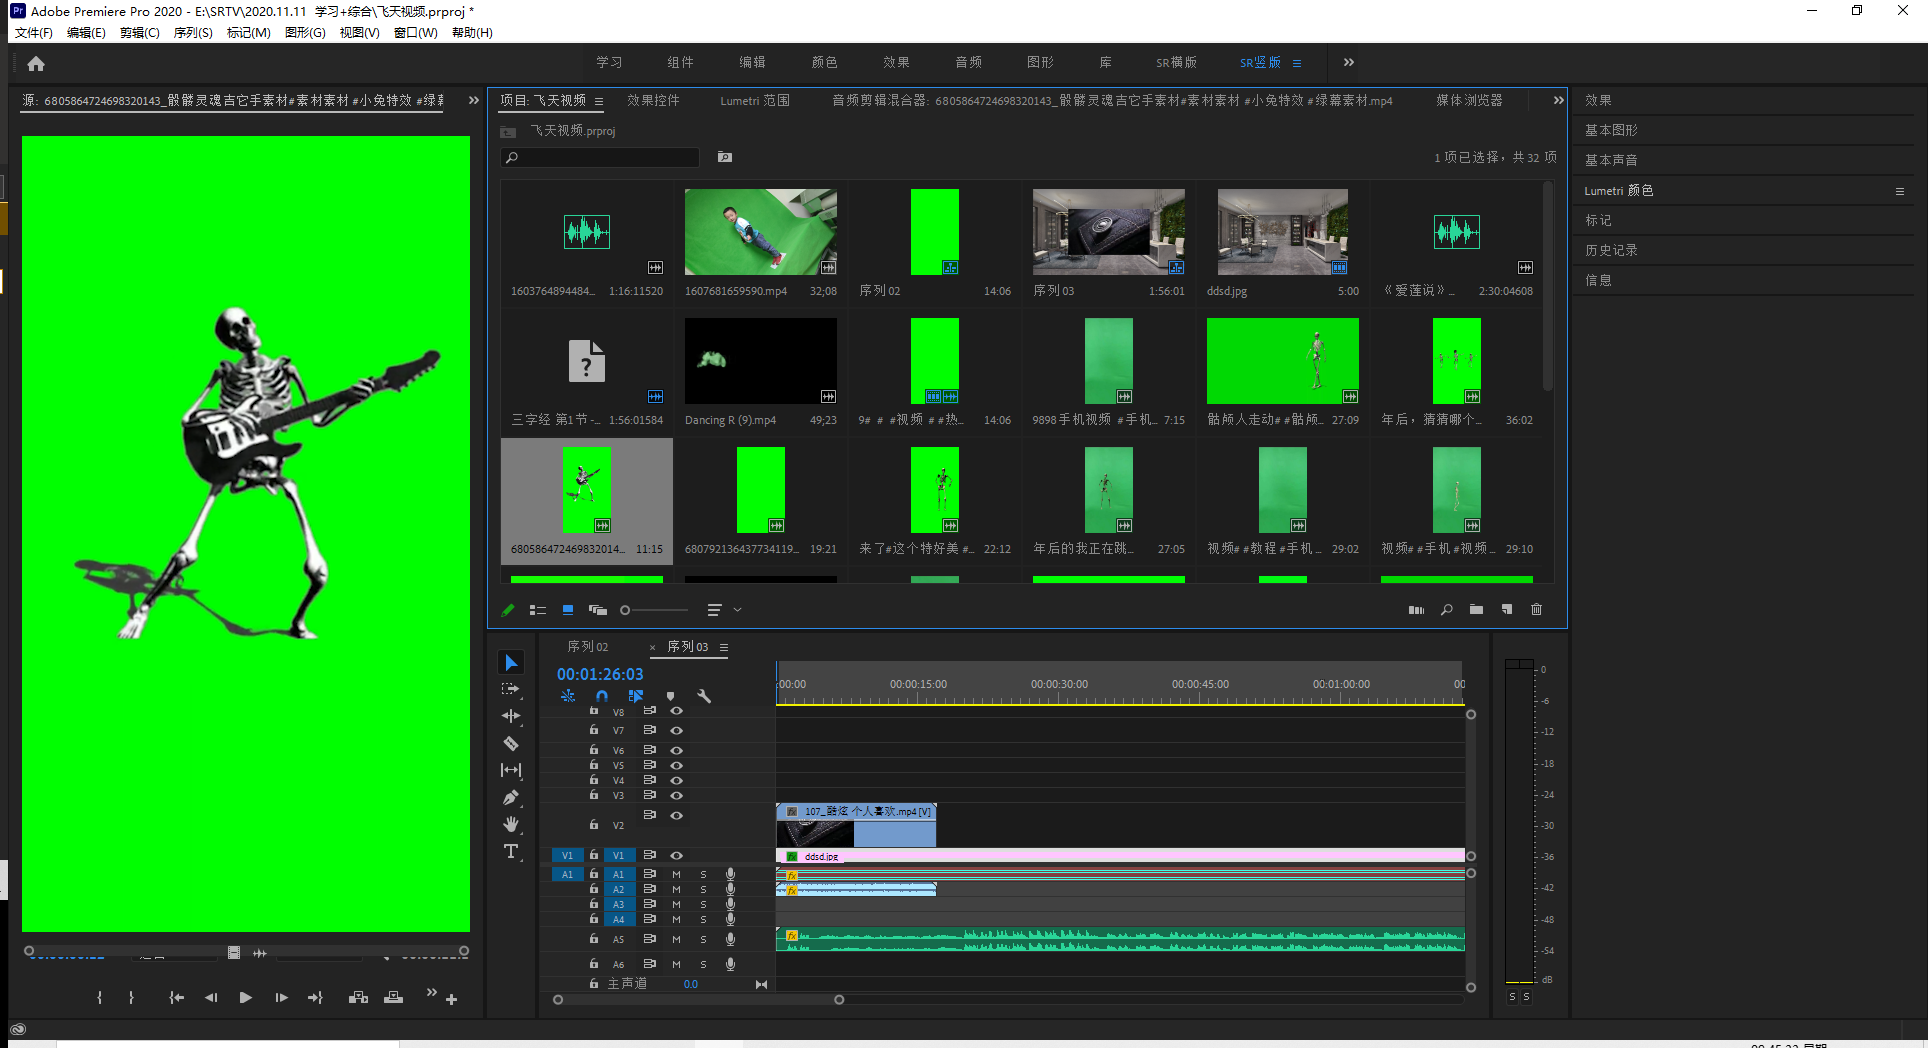 Adobe Premiere Pro 2020 - E:\SRTV\2020.11.11 学习+综合\飞天视频.prproj *
文件(F) 编辑(E) 剪辑(C) 序列(S) 标记(M) 图形(G) 视图(V) 窗口(W) 帮助(H)
学习 组件 编辑 颜色 效果 音频 图形 库 SR横版 SR竖版
源: 6805864724698320143_骷髅灵魂吉它手素材#素材素材 #小兔特效 #绿幕
项目: 飞天视频 效果控件 Lumetri 范围 音频剪辑混合器: 6805864724698320143_骷髅灵魂吉它手素材#素材素材 #小兔特效 #绿幕素材.mp4 媒体浏览器
飞天视频.prproj
1 项已选择，共 32 项
1603764894484... 1:16:11520
1607681659590.mp4 32;08
序列 02 14:06
序列 03 1:56:01
ddsd.jpg 5:00
《爱莲说》... 2:30:04608
三字经 第1节 -... 1:56:01584
Dancing R (9).mp4 49;23
9# # #视频 # #热... 14:06
9898手机视频 #手机... 7:15
骷颅人走动# #骷颅... 27:09
年后，猜猜哪个... 36:02
680586472469832014... 11:15
680792136437734119... 19:21
来了#这个特好美 #... 22:12
年后的我正在跳... 27:05
视频# #教程 #手机... 29:02
视频# #手机 #视频... 29:10
效果
基本图形
基本声音
Lumetri 颜色
标记
历史记录
信息
序列 02 × 序列 03
00:01:26:03
:00:00 00:00:15:00 00:00:30:00 00:00:45:00 00:01:00:00 00
V8
V7
V6
V5
V4
V3
V2
107_酷炫 个人喜欢.mp4 [V]
V1 V1
fx ddsd.jpg
A1 A1 M S fx
A2 M S fx
A3 M S
A4 M S
A5 M S fx
A6 M S
主声道 0.0
0
-6
-12
-18
-24
-30
-36
-42
-48
-54
dB
S S